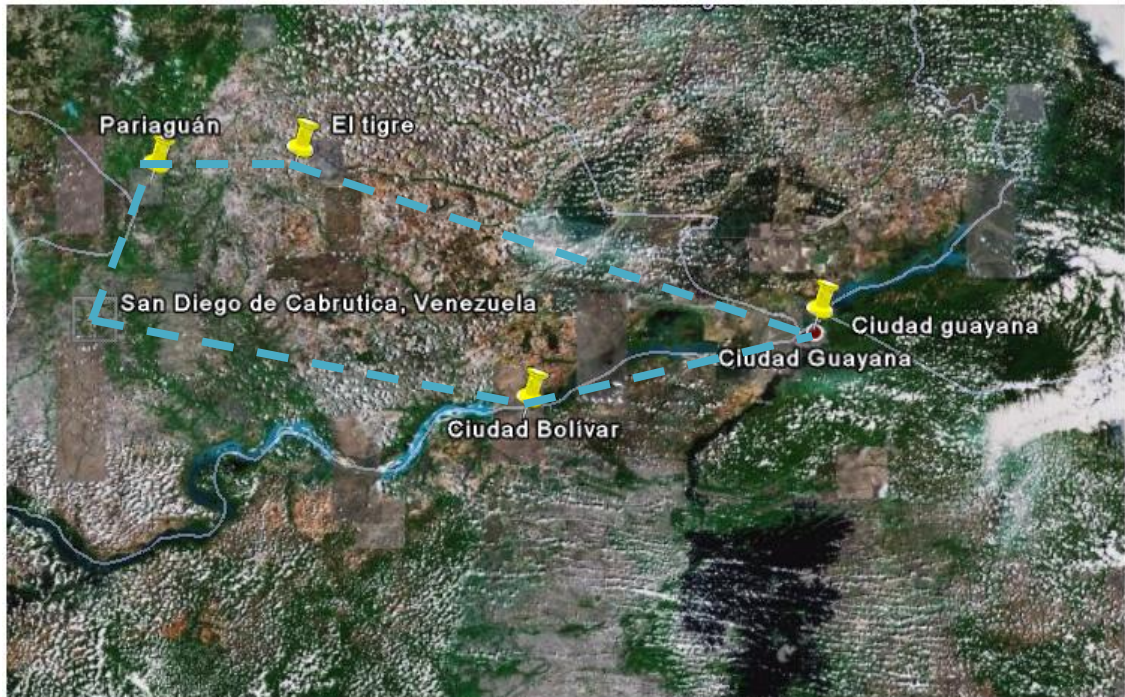 Pariaguán
El tigre
San Diego de Cabrutica, Venezuela
Ciudad guayana
Ciudad Guayana
Ciudad Bolívar